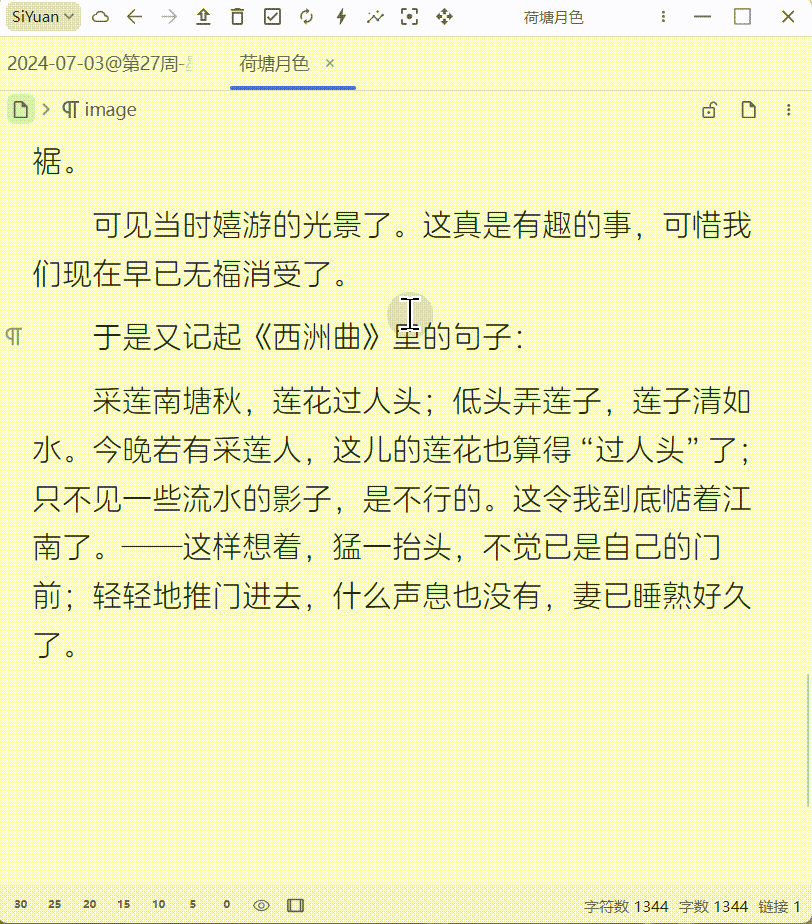 SiYuan
荷塘月色
2024-07-03@第27周-
荷塘月色
image
裾。
可见当时嬉游的光景了。这真是有趣的事，可惜我
们现在早已无福消受了。
于是又记起《西洲曲》里的句子：
采莲南塘秋，莲花过人头；低头弄莲子，莲子清如
水。今晚若有采莲人，这儿的莲花也算得“过人头”了；
只不见一些流水的影子，是不行的。这令我到底惦着江
南了。——这样想着，猛一抬头，不觉已是自己的门
前；轻轻地推门进去，什么声息也没有，妻已睡熟好久
了。
30 25 20 15 10 5 0
字符数 1344 字数 1344 链接 1